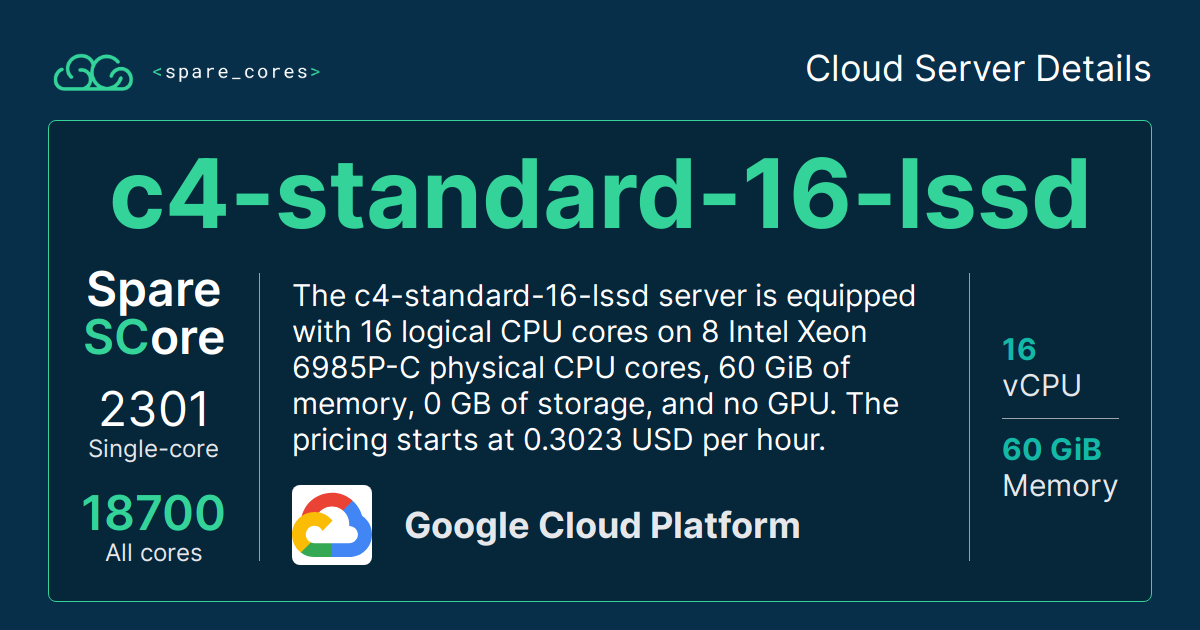 <spare_cores>
Cloud Server Details
c4-standard-16-lssd
Spare
SCore
2301
Single-core
18700
All cores
The c4-standard-16-lssd server is equipped
with 16 logical CPU cores on 8 Intel Xeon
6985P-C physical CPU cores, 60 GiB of
memory, 0 GB of storage, and no GPU. The
pricing starts at 0.3023 USD per hour.
Google Cloud Platform
16
vCPU
60 GiB
Memory